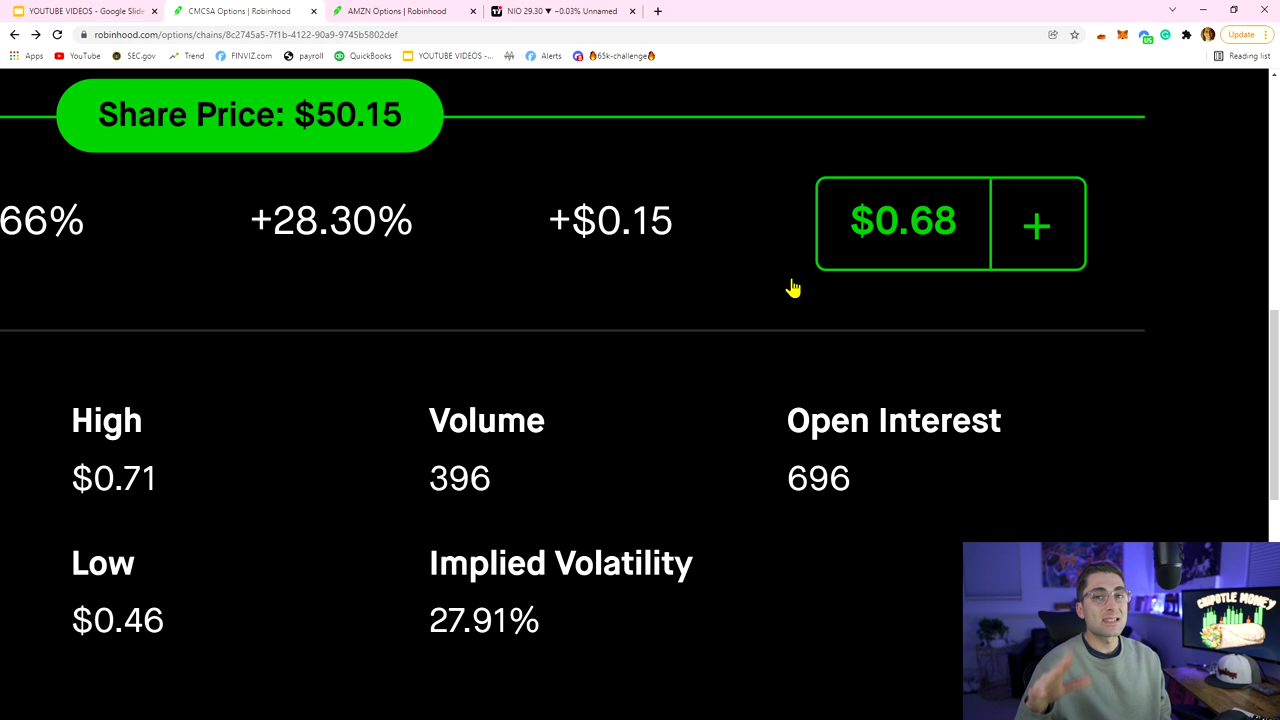 YOUTUBE VIDEOS - Google Slide
CMCSA Options | Robinhood
AMZN Options | Robinhood
NIO 29.30 ▼ −0.03% Unnamed
robinhood.com/options/chains/8c2745a5-7f1b-4122-90a9-9745b5802def
Update
Apps
YouTube
SEC.gov
Trend
FINVIZ.com
payroll
QuickBooks
YOUTUBE VIDEOS -...
Alerts
🔥65k-challenge🔥
Reading list
Share Price: $50.15
66% +28.30% +$0.15 $0.68 +
High Volume Open Interest
$0.71 396 696
Low Implied Volatility
$0.46 27.91%
CHIPOTLE MONEY